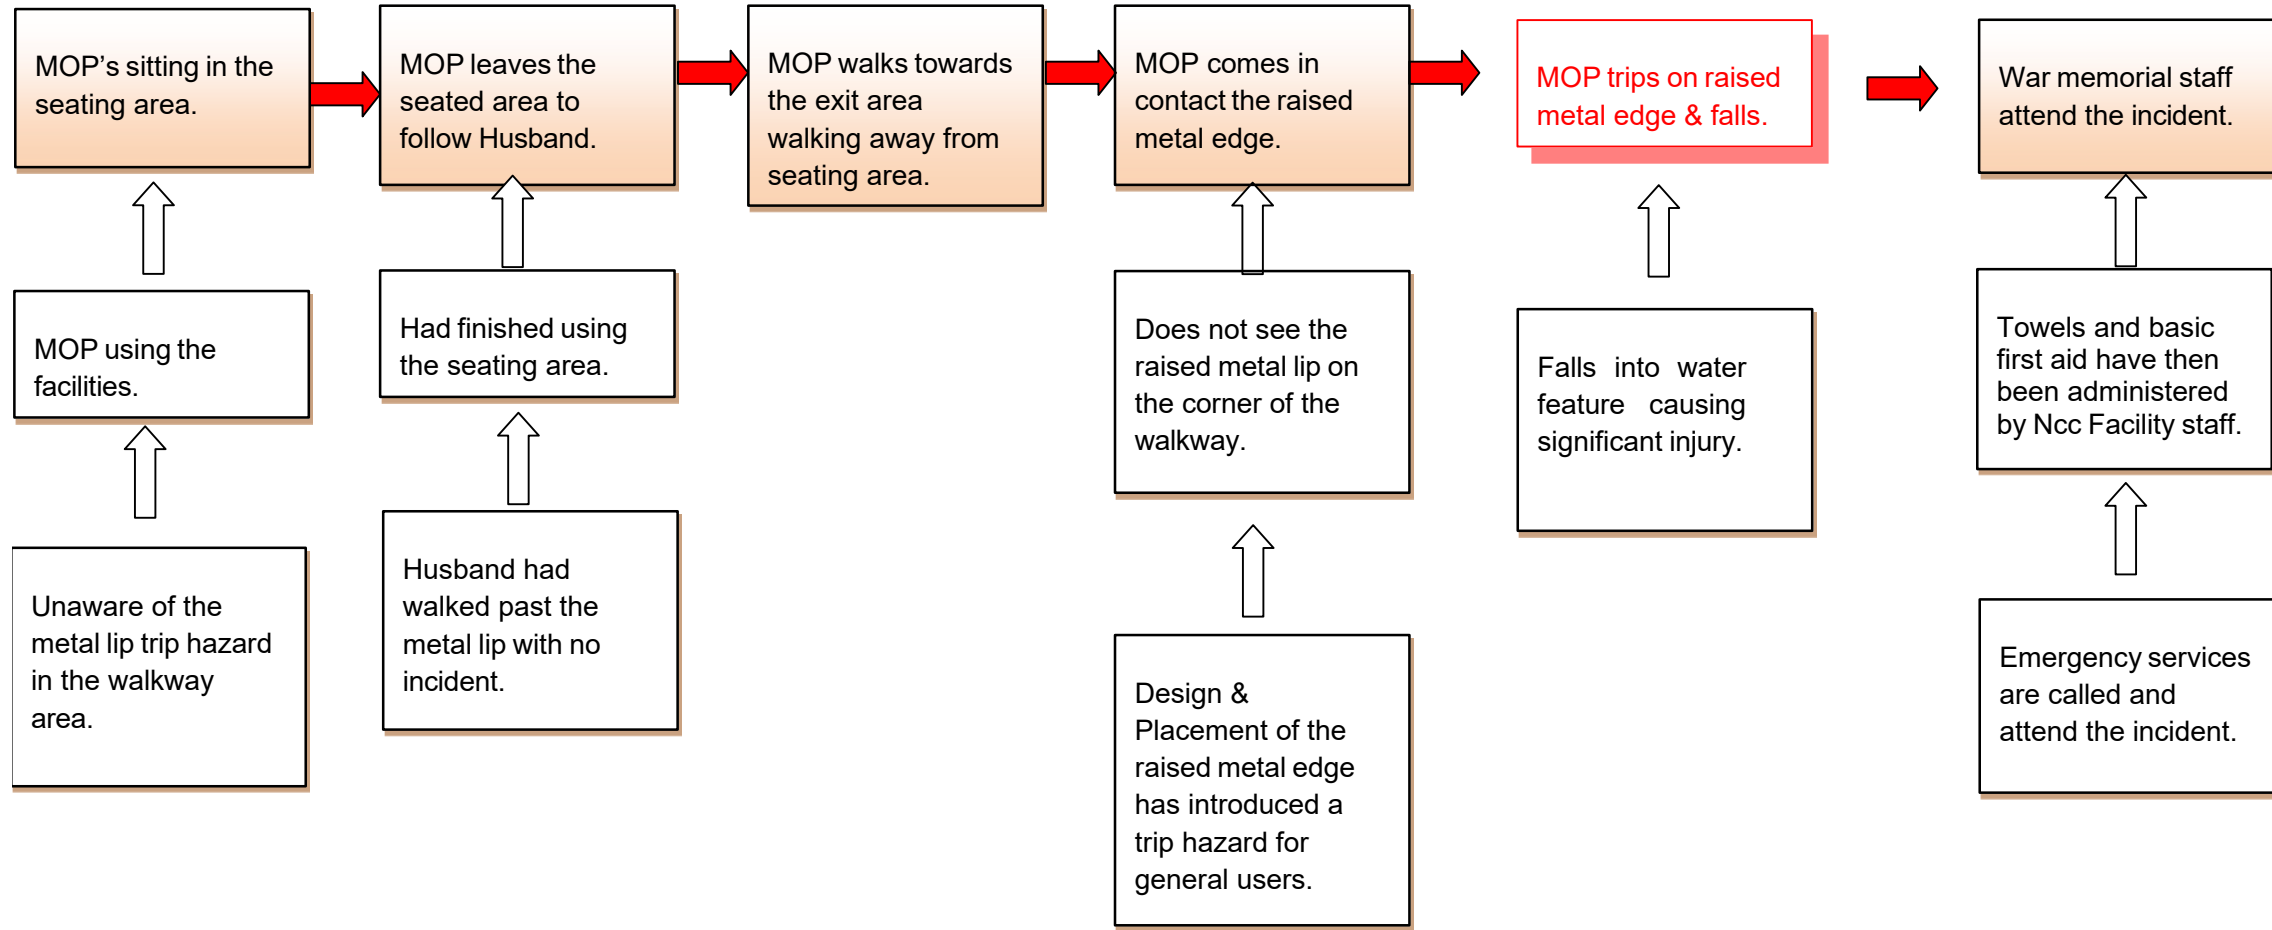 MOP’s sitting in the
seating area.
MOP leaves the
seated area to
follow Husband.
MOP walks towards
the exit area
walking away from
seating area.
MOP comes in
contact the raised
metal edge.
MOP trips on raised
metal edge & falls.
War memorial staff
attend the incident.
MOP using the
facilities.
Had finished using
the seating area.
Does not see the
raised metal lip on
the corner of the
walkway.
Falls into water
feature causing
significant injury.
Towels and basic
first aid have then
been administered
by Ncc Facility staff.
Unaware of the
metal lip trip hazard
in the walkway
area.
Husband had
walked past the
metal lip with no
incident.
Design &
Placement of the
raised metal edge
has introduced a
trip hazard for
general users.
Emergency services
are called and
attend the incident.